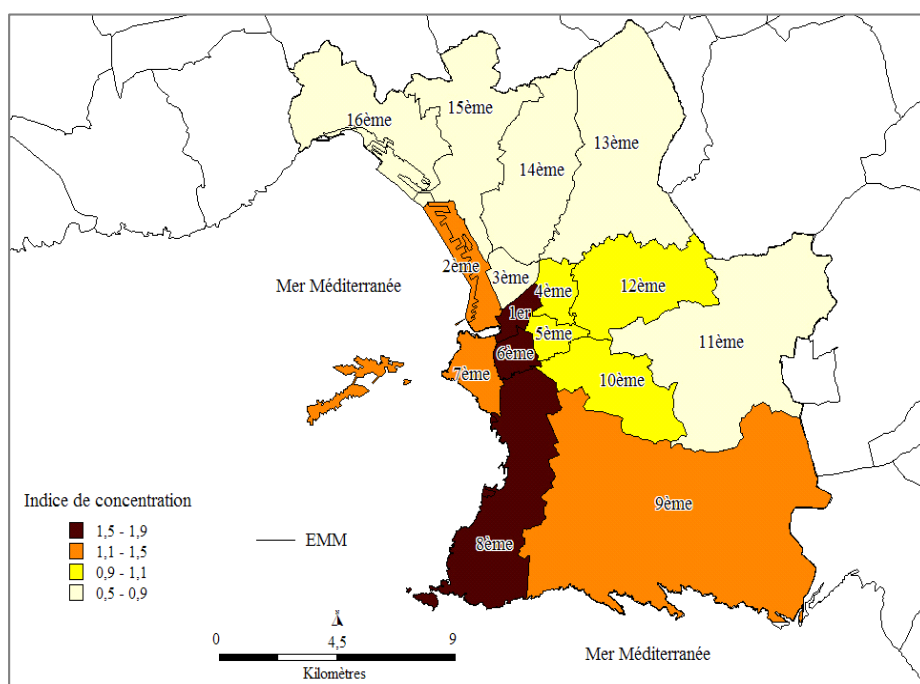 15ème
16ème
13ème
14ème
2ème
3ème
Mer Méditerranée
4ème
12ème
1er
5ème
11ème
6ème
7ème
10ème
Indice de concentration
1,5 - 1,9
1,1 - 1,5
0,9 - 1,1
0,5 - 0,9
EMM
9ème
8ème
0
4,5
9
Kilomètres
Mer Méditerranée